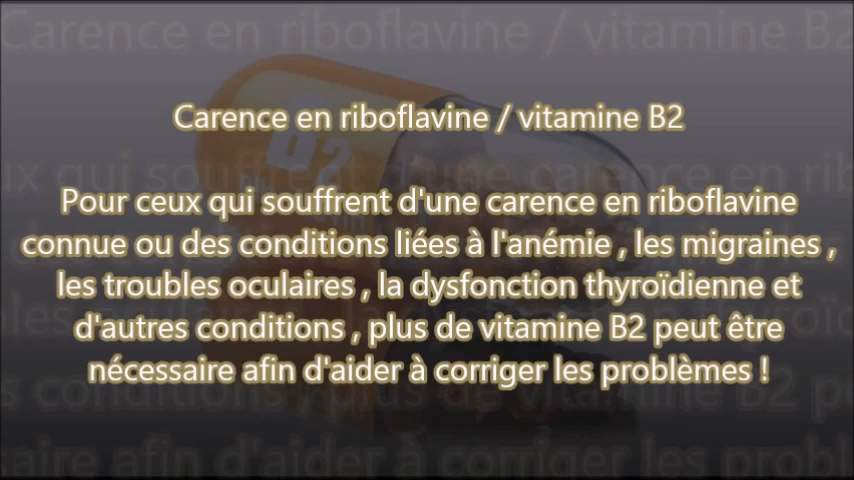 Carence en riboflavine / vitamine B2
Pour ceux qui souffrent d'une carence en riboflavine
connue ou des conditions liées à l'anémie , les migraines ,
les troubles oculaires , la dysfonction thyroïdienne et
d'autres conditions , plus de vitamine B2 peut être
nécessaire afin d'aider à corriger les problèmes !